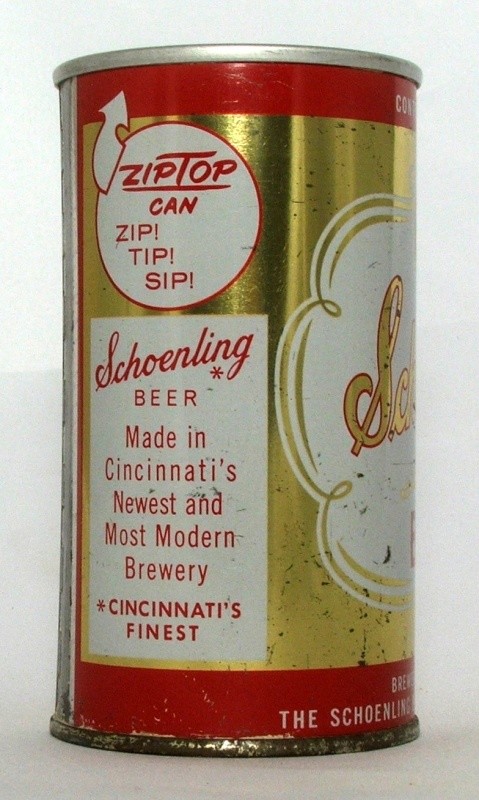 ZIPTOP
CAN
ZIP!
TIP!
SIP!
Schoenling
*
BEER
Made in
Cincinnati's
Newest and
Most Modern
Brewery
*CINCINNATI'S
FINEST
THE SCHOENLING